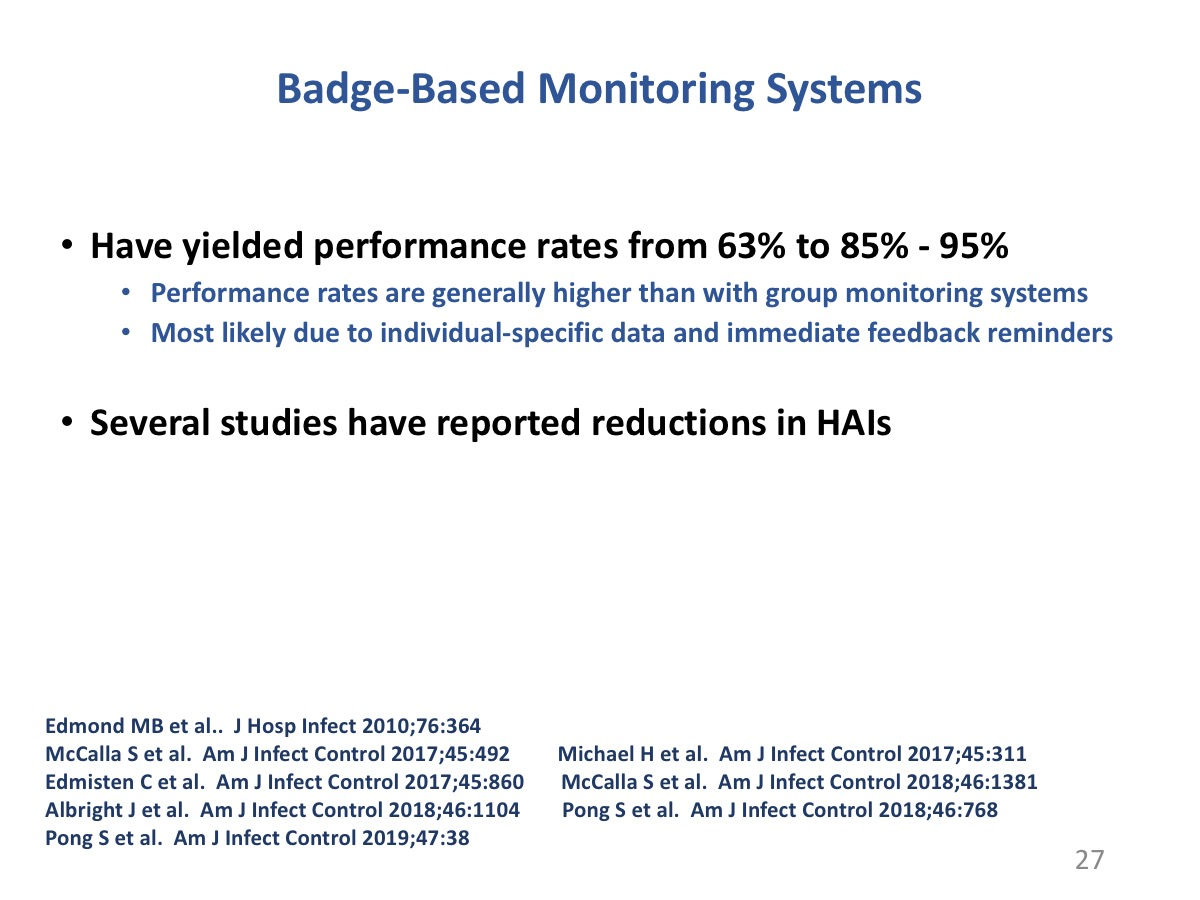 Badge-Based Monitoring Systems
• Have yielded performance rates from 63% to 85% - 95%
• Performance rates are generally higher than with group monitoring systems
• Most likely due to individual-specific data and immediate feedback reminders
• Several studies have reported reductions in HAIs
Edmond MB et al.. J Hosp Infect 2010;76:364
McCalla S et al. Am J Infect Control 2017;45:492 Michael H et al. Am J Infect Control 2017;45:311
Edmisten C et al. Am J Infect Control 2017;45:860 McCalla S et al. Am J Infect Control 2018;46:1381
Albright J et al. Am J Infect Control 2018;46:1104 Pong S et al. Am J Infect Control 2018;46:768
Pong S et al. Am J Infect Control 2019;47:38
27